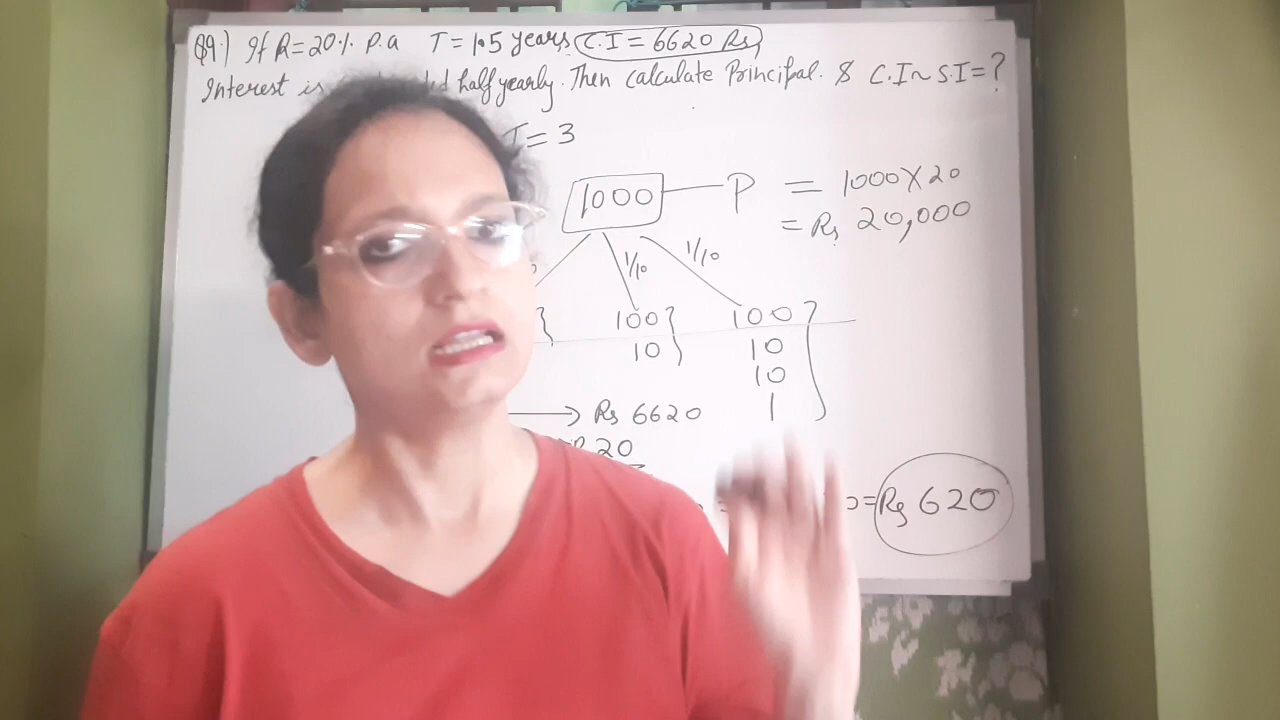 Q9.) If R=20% P.a T = 1.5 years C.I = 6620 Rs
Interest is half yearly. Then calculate Principal. & C.I ~ S.I = ?
T = 3
1000 P = 1000 X 20
= Rs 20,000
1/10 1/10
100 100
10 10
10
1
Rs 6620
20
= Rs 620